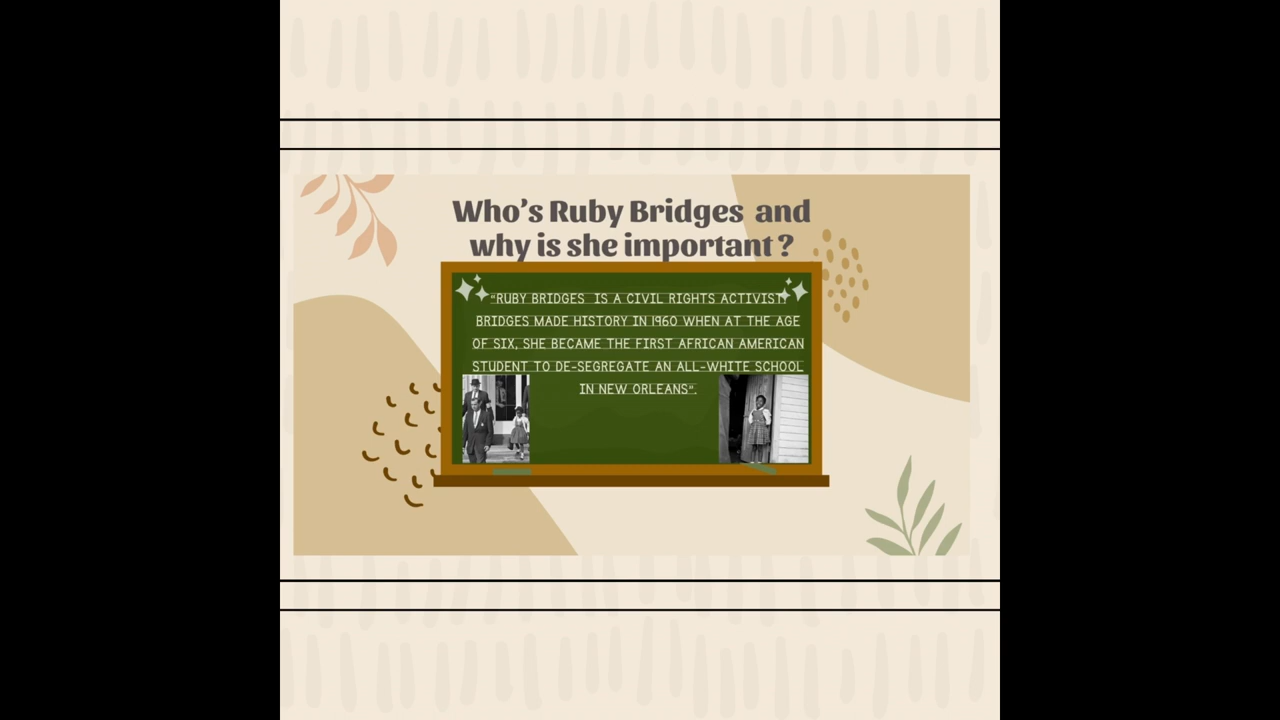 Who's Ruby Bridges and
why is she important ?
"RUBY BRIDGES IS A CIVIL RIGHTS ACTIVIST!
BRIDGES MADE HISTORY IN 1960 WHEN AT THE AGE
OF SIX, SHE BECAME THE FIRST AFRICAN AMERICAN
STUDENT TO DE-SEGREGATE AN ALL-WHITE SCHOOL
IN NEW ORLEANS".